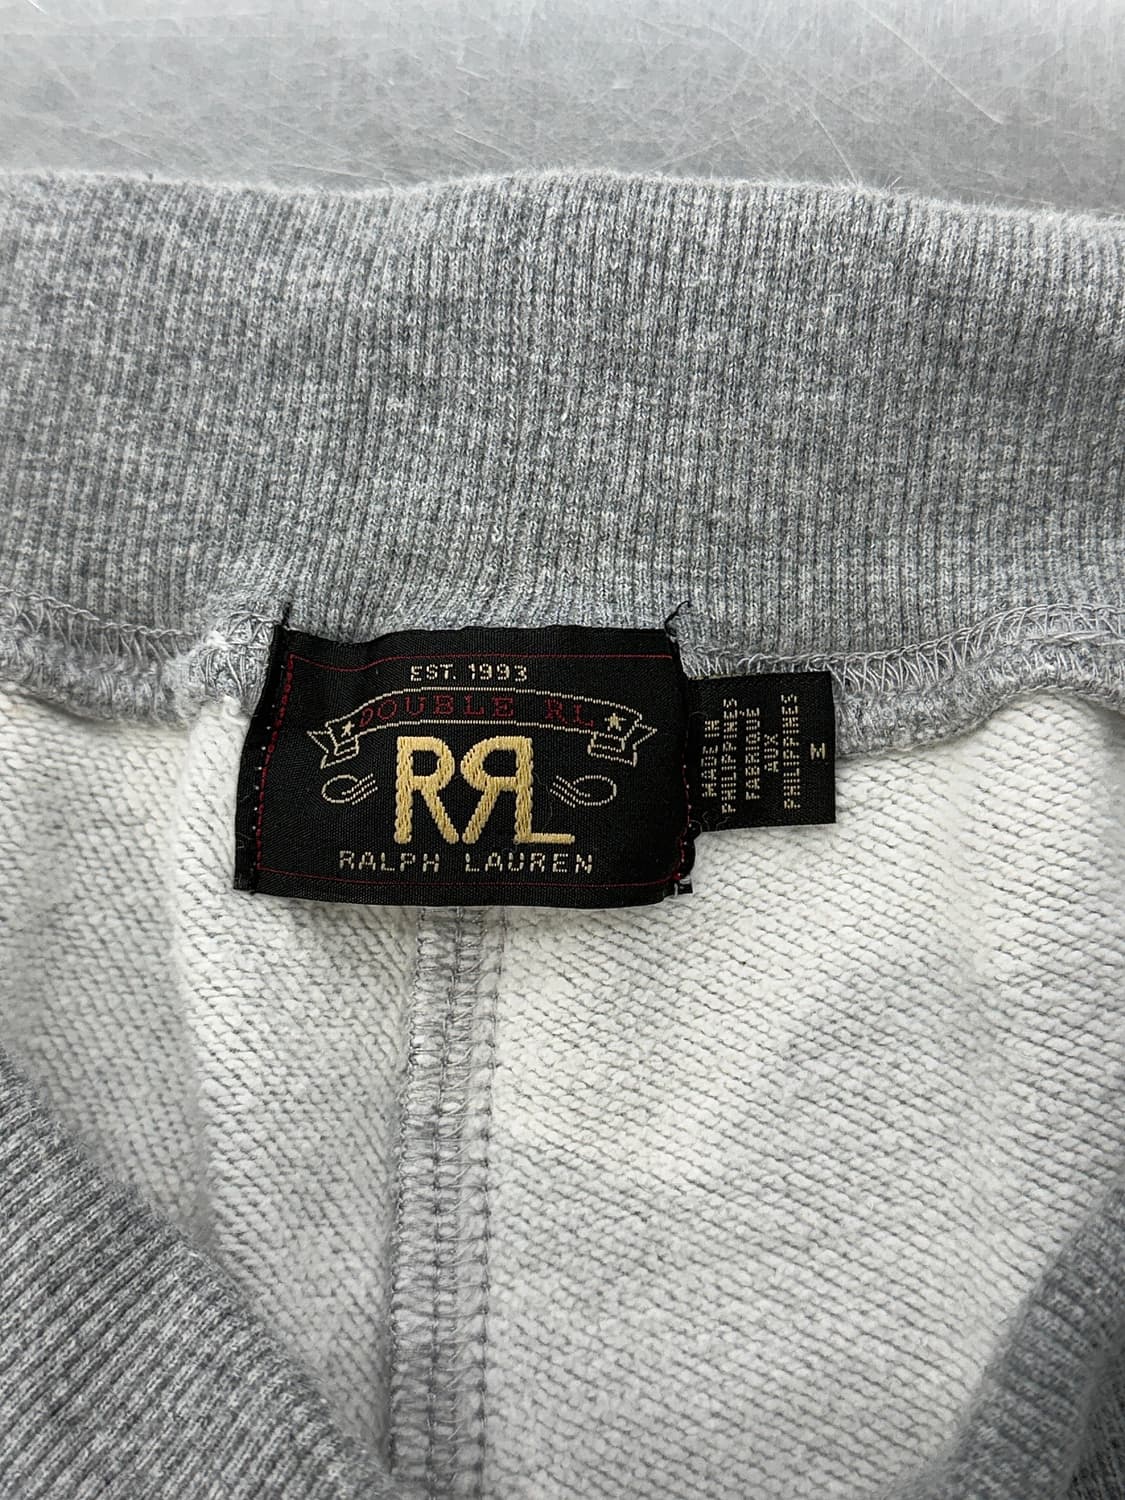 EST. 1993
DOUBLE RL
RRL
RALPH LAUREN
MADE IN
PHILIPPINES
FABRIQUÉ
AUX
PHILIPPINES
M